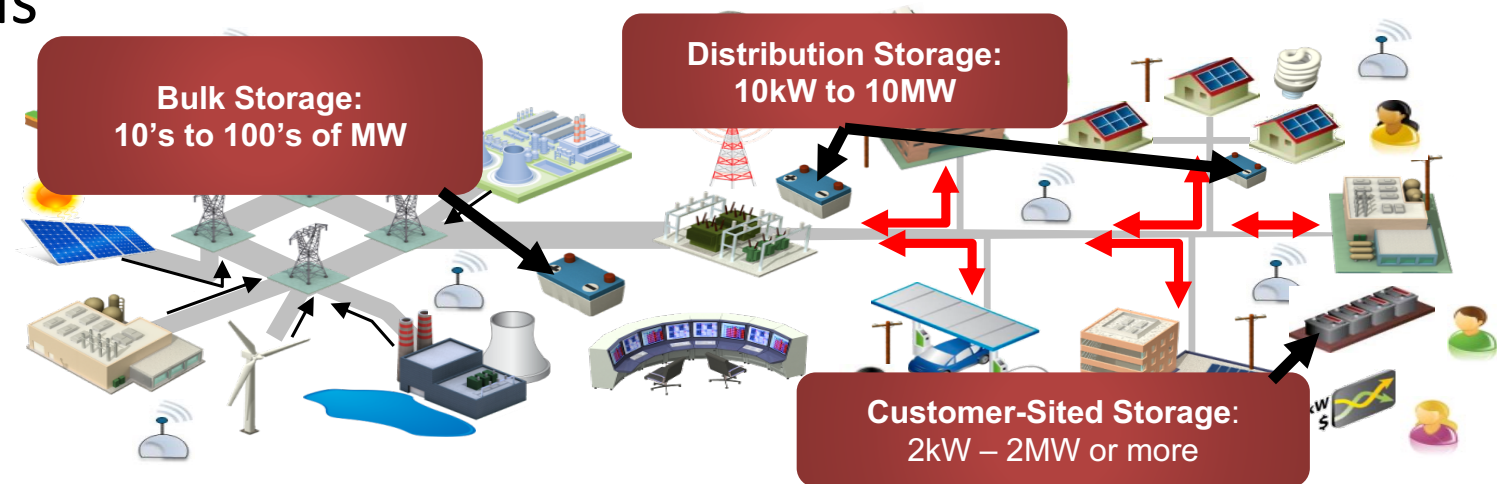 Bulk Storage:
10's to 100's of MW
Distribution Storage:
10kW to 10MW
Customer-Sited Storage:
2kW – 2MW or more
kW
$